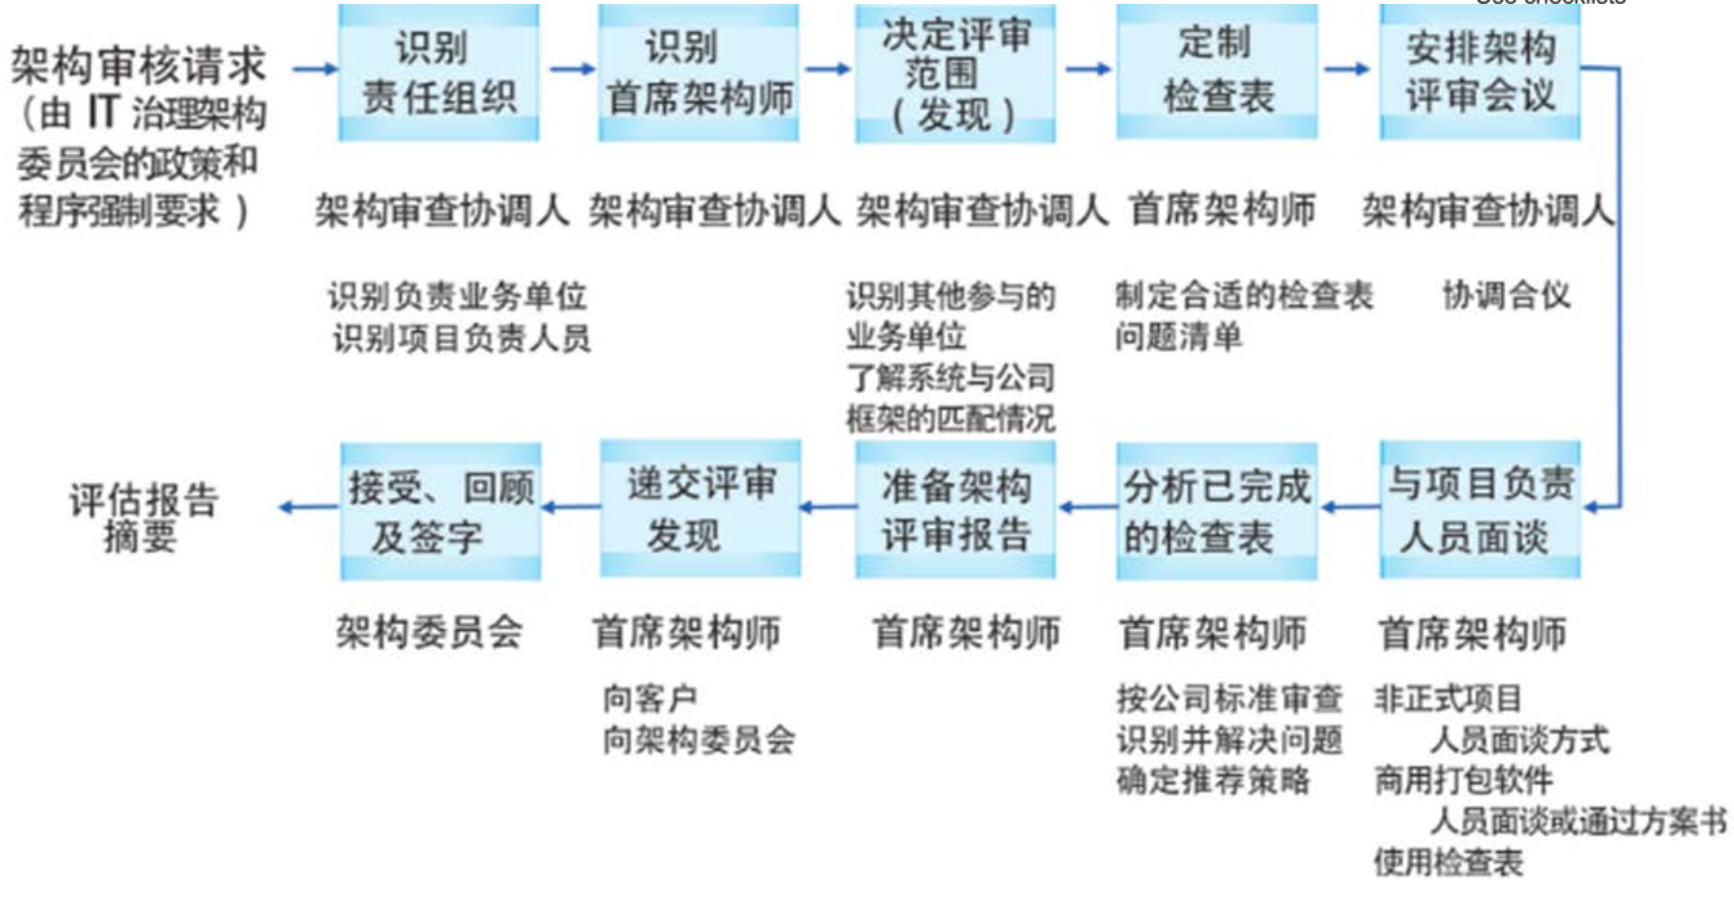 Use checklists
架构审核请求
（由 IT 治理架构
委员会的政策和
程序强制要求 ）
识别
责任组织
架构审查协调人
识别负责业务单位
识别项目负责人员
识别
首席架构师
架构审查协调人
决定评审
范围
（ 发现 ）
架构审查协调人
识别其他参与的
业务单位
了解系统与公司
框架的匹配情况
定制
检查表
首席架构师
制定合适的检查表
问题清单
安排架构
评审会议
架构审查协调人
协调合仪
与项目负责
人员面谈
首席架构师
非正式项目
人员面谈方式
商用打包软件
人员面谈或通过方案书
使用检查表
分析已完成
的检查表
首席架构师
按公司标准审查
识别并解决问题
确定推荐策略
准备架构
评审报告
首席架构师
递交评审
发现
首席架构师
向客户
向架构委员会
接受、回顾
及签字
架构委员会
评估报告
摘要